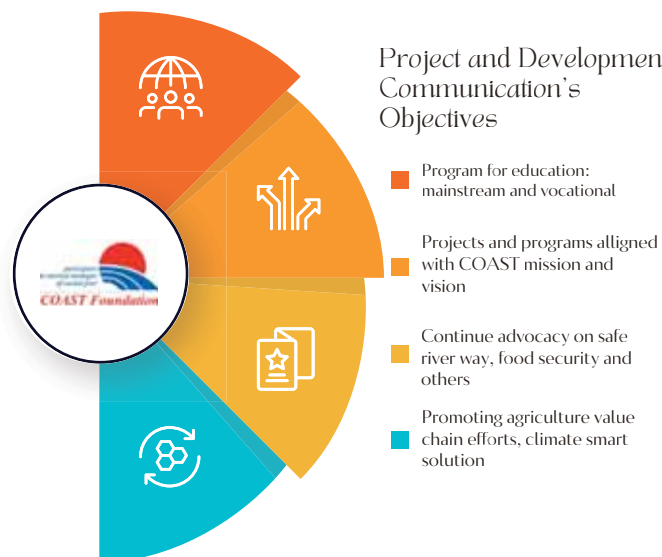 Project and Developmen
Communication's
Objectives
Program for education:
mainstream and vocational
Projects and programs alligned
with COAST mission and
vision
Continue advocacy on safe
river way, food security and
others
Promoting agriculture value
chain efforts, climate smart
solution
COAST Foundation